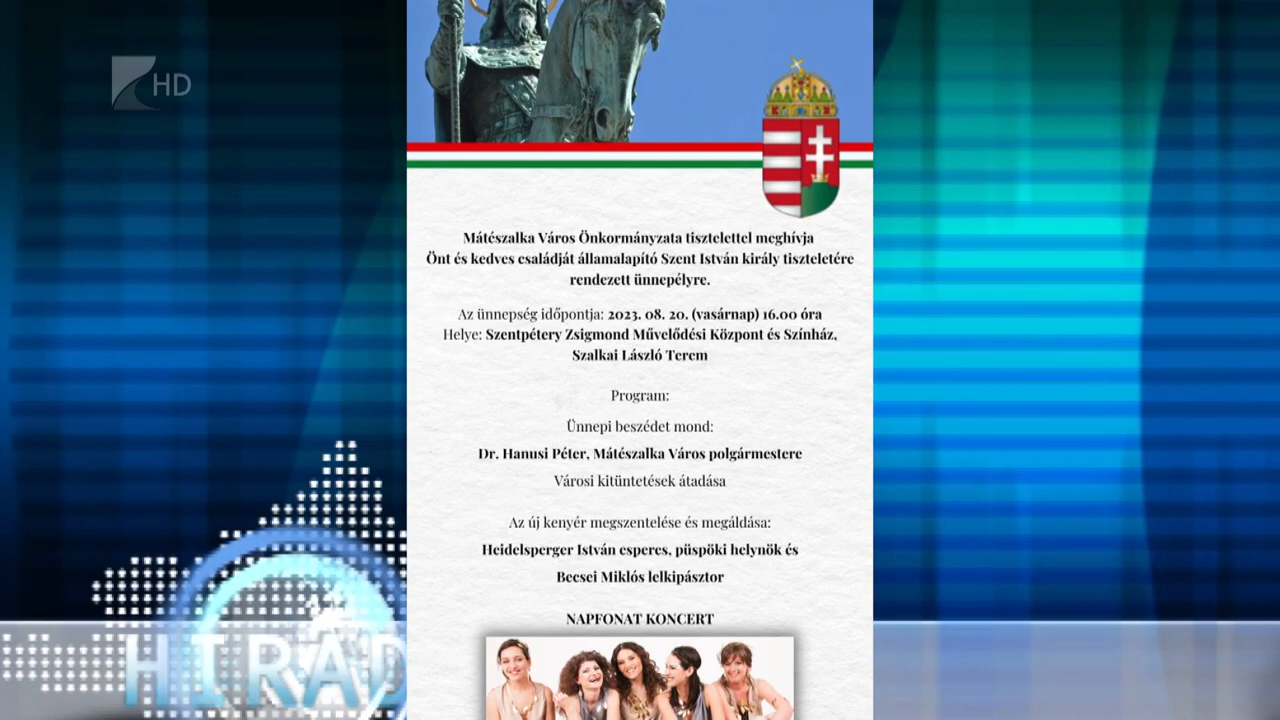 HD
Mátészalka Város Önkormányzata tisztelettel meghívja
Önt és kedves családját államalapító Szent István király tiszteletére
rendezett ünnepélyre.
Az ünnepség időpontja: 2023. 08. 20. (vasárnap) 16.00 óra
Helye: Szentpétery Zsigmond Művelődési Központ és Színház,
Szalkai László Terem
Program:
Ünnepi beszédet mond:
Dr. Hanusi Péter, Mátészalka Város polgármestere
Városi kitüntetések átadása
Az új kenyér megszentelése és megáldása:
Heidelsperger István esperes, püspöki helynök és
Becsei Miklós lelkipásztor
NAPFONAT KONCERT
HIRAD